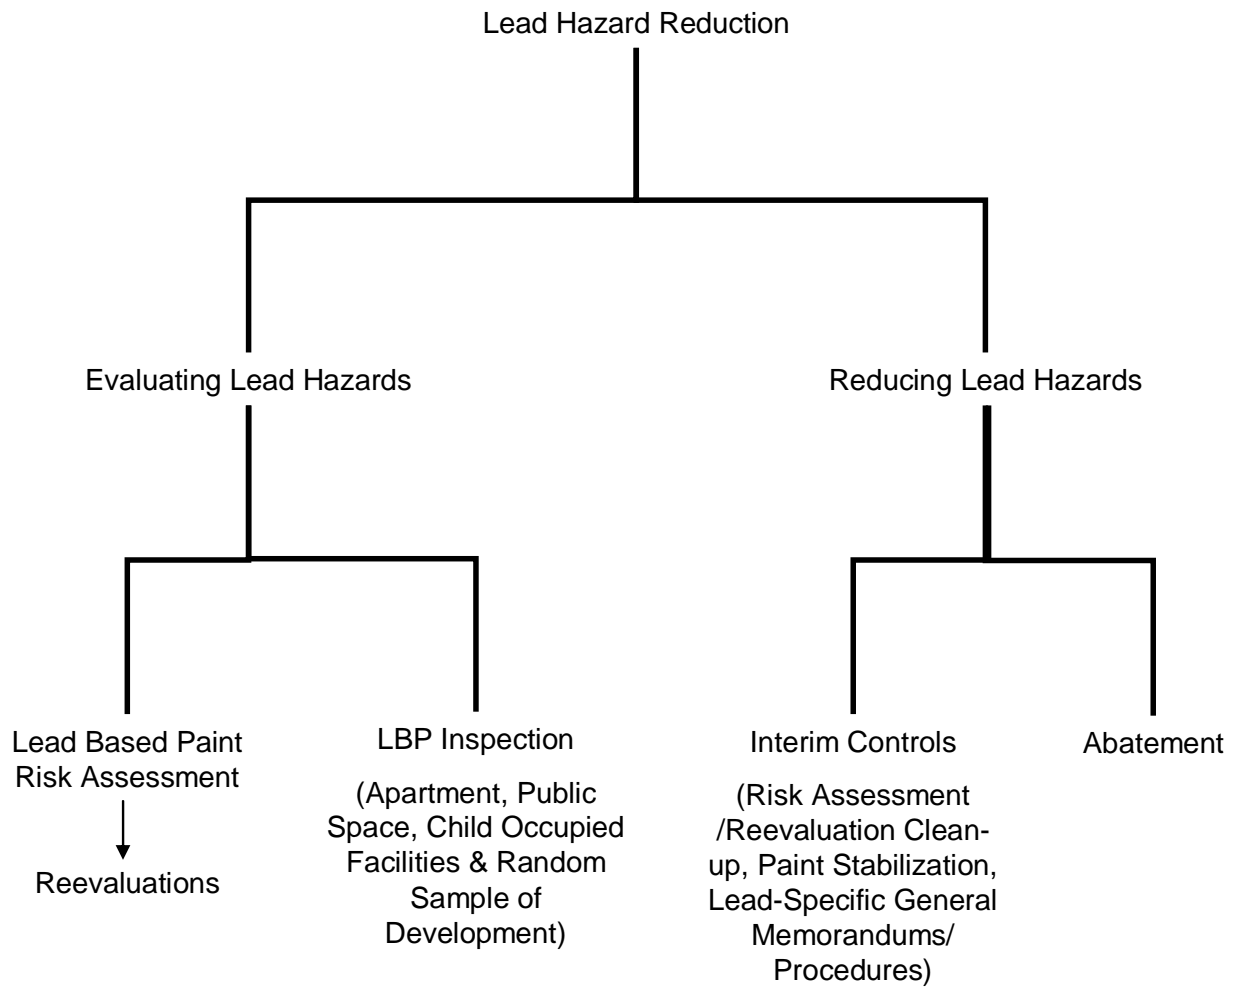 Lead Hazard Reduction
Evaluating Lead Hazards
Reducing Lead Hazards
Lead Based Paint
Risk Assessment
Reevaluations
LBP Inspection
(Apartment, Public
Space, Child Occupied
Facilities & Random
Sample of
Development)
Interim Controls
(Risk Assessment
/Reevaluation Clean-
up, Paint Stabilization,
Lead-Specific General
Memorandums/
Procedures)
Abatement